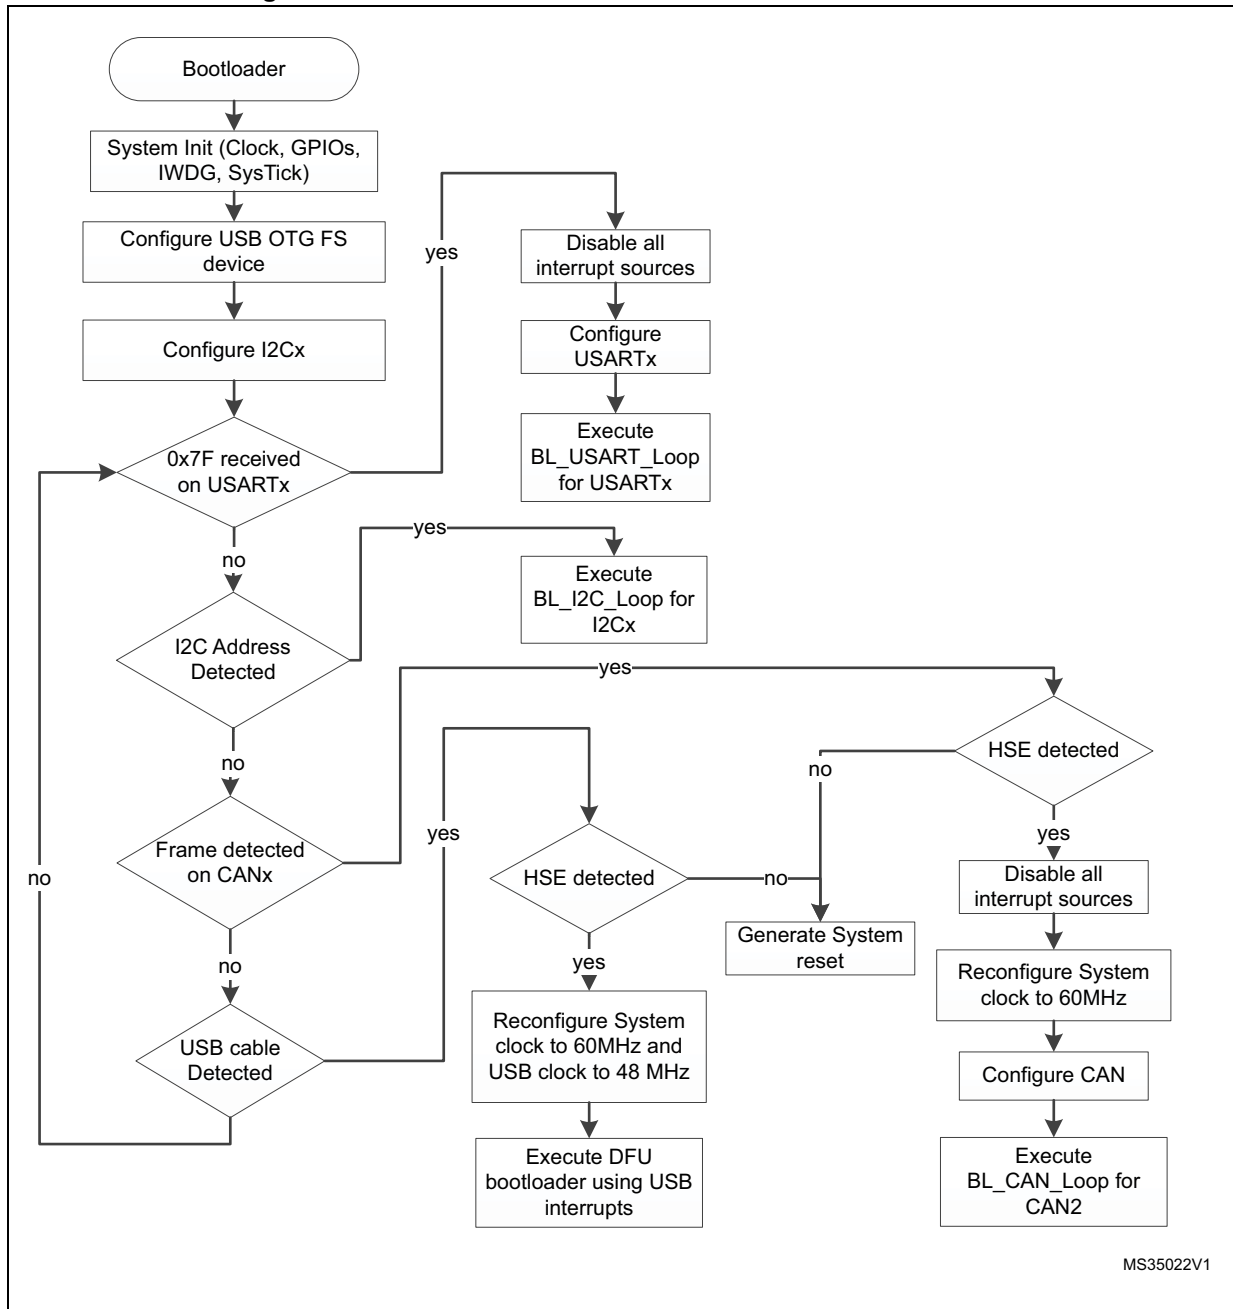 Bootloader
System Init (Clock, GPIOs,
IWDG, SysTick)
Configure USB OTG FS
device
Configure I2Cx
0x7F received
on USARTx
yes
Disable all
interrupt sources
Configure
USARTx
Execute
BL_USART_Loop
for USARTx
no
I2C Address
Detected
yes
Execute
BL_I2C_Loop for
I2Cx
no
Frame detected
on CANx
yes
HSE detected
no
yes
Disable all
interrupt sources
Reconfigure System
clock to 60MHz
Configure CAN
Execute
BL_CAN_Loop for
CAN2
no
USB cable
Detected
no
yes
HSE detected
no
Generate System
reset
yes
Reconfigure System
clock to 60MHz and
USB clock to 48 MHz
Execute DFU
bootloader using USB
interrupts
MS35022V1